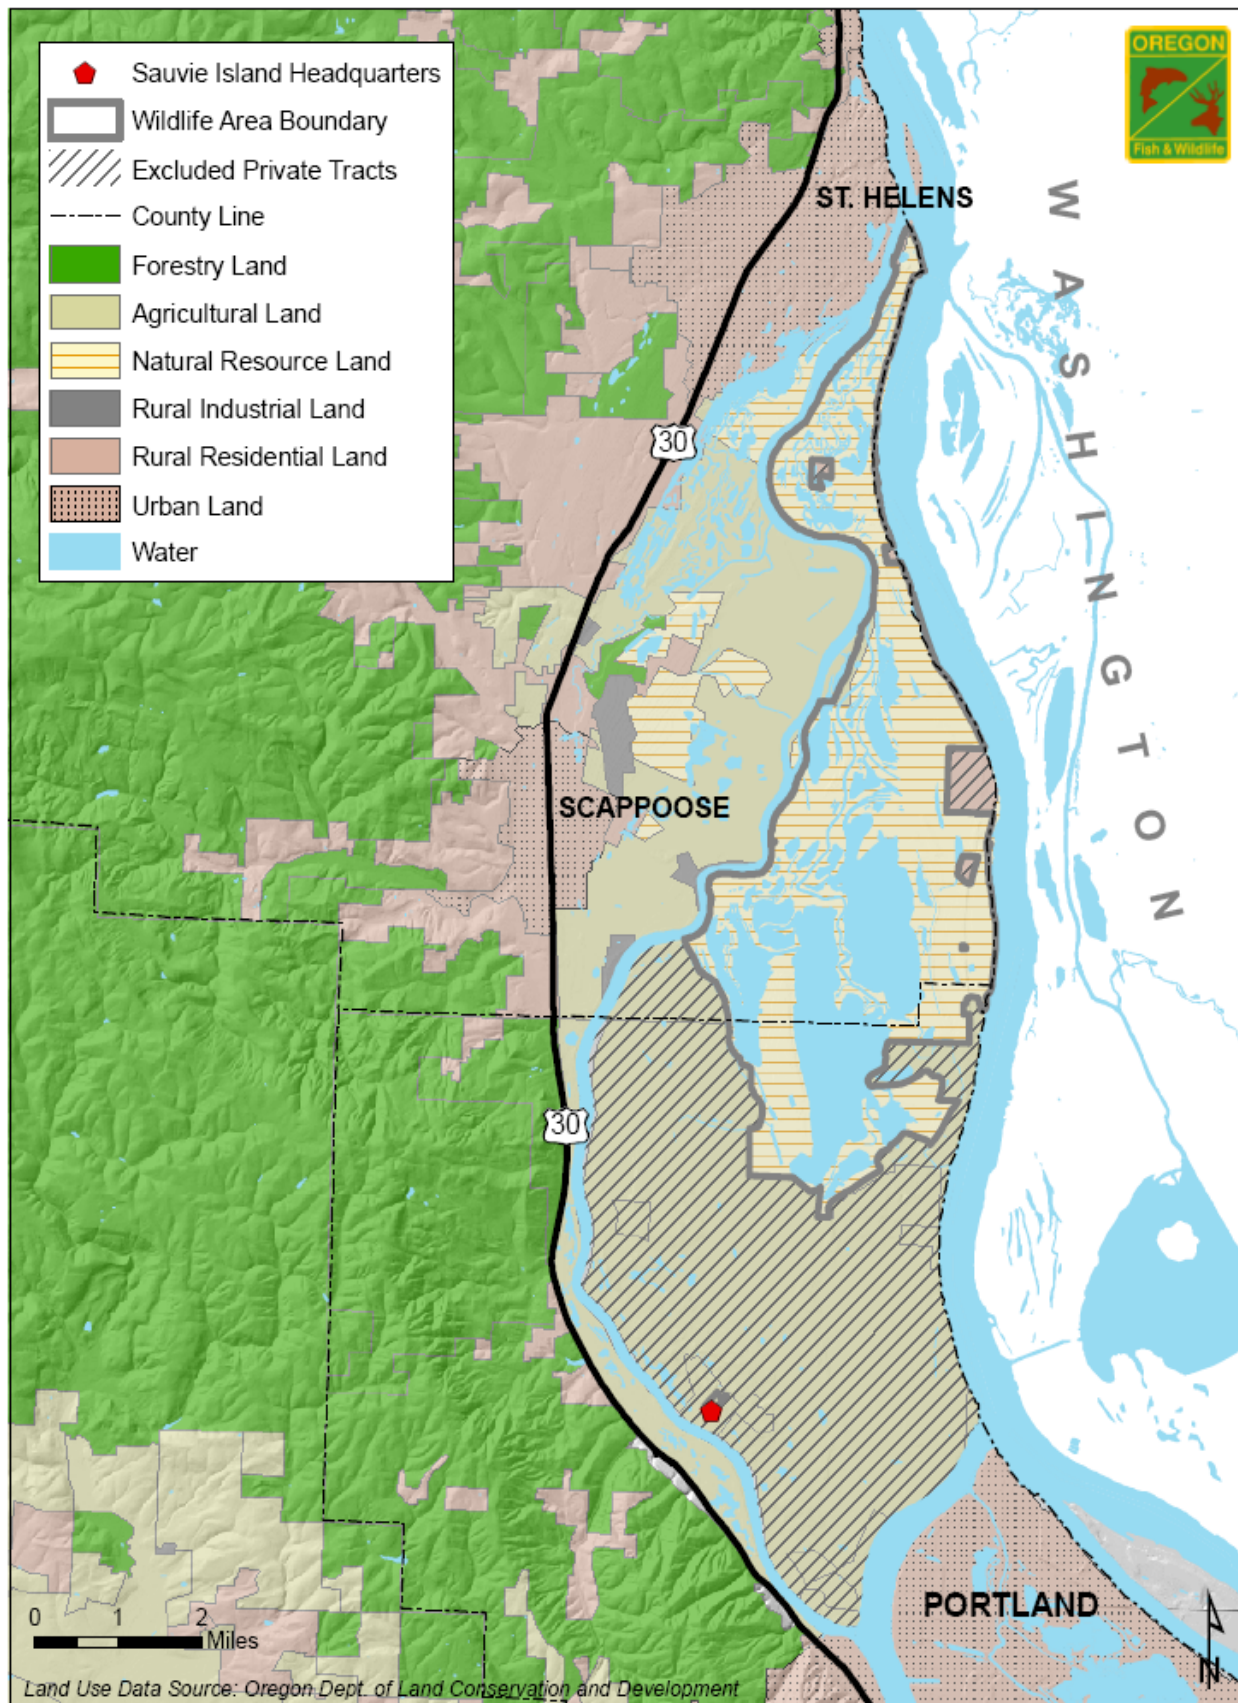 Sauvie Island Headquarters
Wildlife Area Boundary
Excluded Private Tracts
County Line
Forestry Land
Agricultural Land
Natural Resource Land
Rural Industrial Land
Rural Residential Land
Urban Land
Water
OREGON
Fish & Wildlife
ST. HELENS
WASHINGTON
30
SCAPPOOSE
30
PORTLAND
0 1 2
Miles
N
Land Use Data Source: Oregon Dept. of Land Conservation and Development